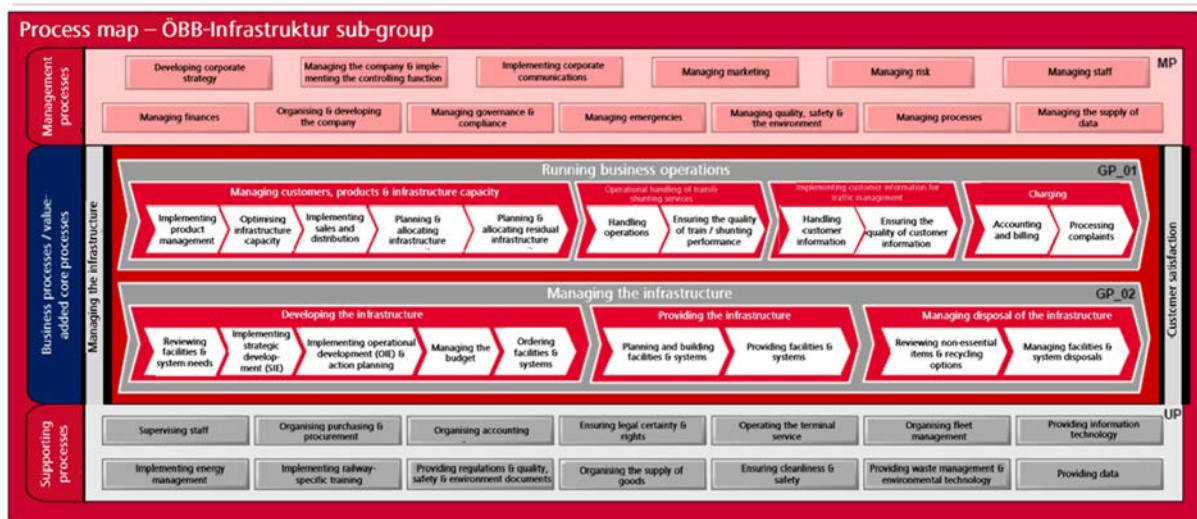 Process map – ÖBB-Infrastruktur sub-group
Management
processes
MP
Developing corporate
strategy
Managing the company & imple-
menting the controlling function
Implementing corporate
communications
Managing marketing
Managing risk
Managing staff
Managing finances
Organising & developing
the company
Managing governance &
compliance
Managing emergencies
Managing quality, safety &
the environment
Managing processes
Managing the supply of
data
Business processes / value-
added core processes
Managing the infrastructure
Customer satisfaction
Running business operations
GP_01
Managing customers, products & infrastructure capacity
Implementing
product
management
Optimising
infrastructure
capacity
Implementing
sales and
distribution
Planning &
allocating
infrastructure
Planning &
allocating residual
infrastructure
Operational handling of train&
shunting services
Handling
operations
Ensuring the quality
of train / shunting
performance
Implementing customer information for
traffic management
Handling
customer
information
Ensuring the
quality of customer
information
Charging
Accounting
and billing
Processing
complaints
Managing the infrastructure
GP_02
Developing the infrastructure
Reviewing
facilities &
system needs
Implementing
strategic
develop-
ment (SIE)
Implementing operational
development (OIE) &
action planning
Managing the
budget
Ordering
facilities &
systems
Providing the infrastructure
Planning and building
facilities & systems
Providing facilities &
systems
Managing disposal of the infrastructure
Reviewing non-essential
items & recycling
options
Managing facilities &
system disposals
Supporting
processes
UP
Supervising staff
Organising purchasing &
procurement
Organising accounting
Ensuring legal certainty &
rights
Operating the terminal
service
Organising fleet
management
Providing information
technology
Implementing energy
management
Implementing railway-
specific training
Providing regulations & quality,
safety & environment documents
Organising the supply of
goods
Ensuring cleanliness &
safety
Providing waste management &
environmental technology
Providing data